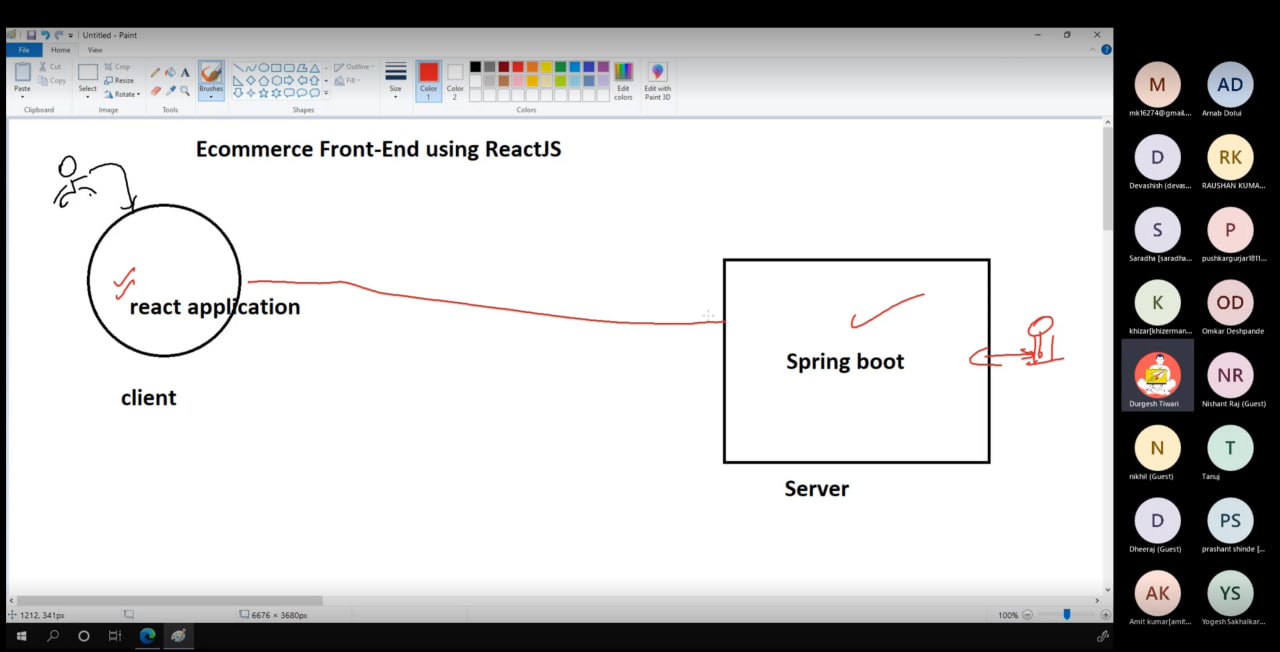 Untitled - Paint
File Home View
Paste
Cut
Copy
Clipboard
Select
Crop
Resize
Rotate
Image
Tools
Brushes
Outline
Fill
Shapes
Size
Color 1
Color 2
Colors
Edit colors
Edit with Paint 3D
Ecommerce Front-End using ReactJS
react application
client
Spring boot
Server
1212, 341px
6676 × 3680px
100%
M
mk16274@gmail....
AD
Arnab Dolui
D
Devashish (devas...
RK
RAUSHAN KUMA...
S
Saradha [saradha...
P
pushkargurjar1811...
K
khizar[khizerman...
OD
Omkar Deshpande
Durgesh Tiwari
NR
Nishant Raj (Guest)
N
nikhil (Guest)
T
Tanuj
D
Dheeraj (Guest)
PS
prashant shinde [...
AK
Amit kumar[amit...
YS
Yogesh Sakhalkar...